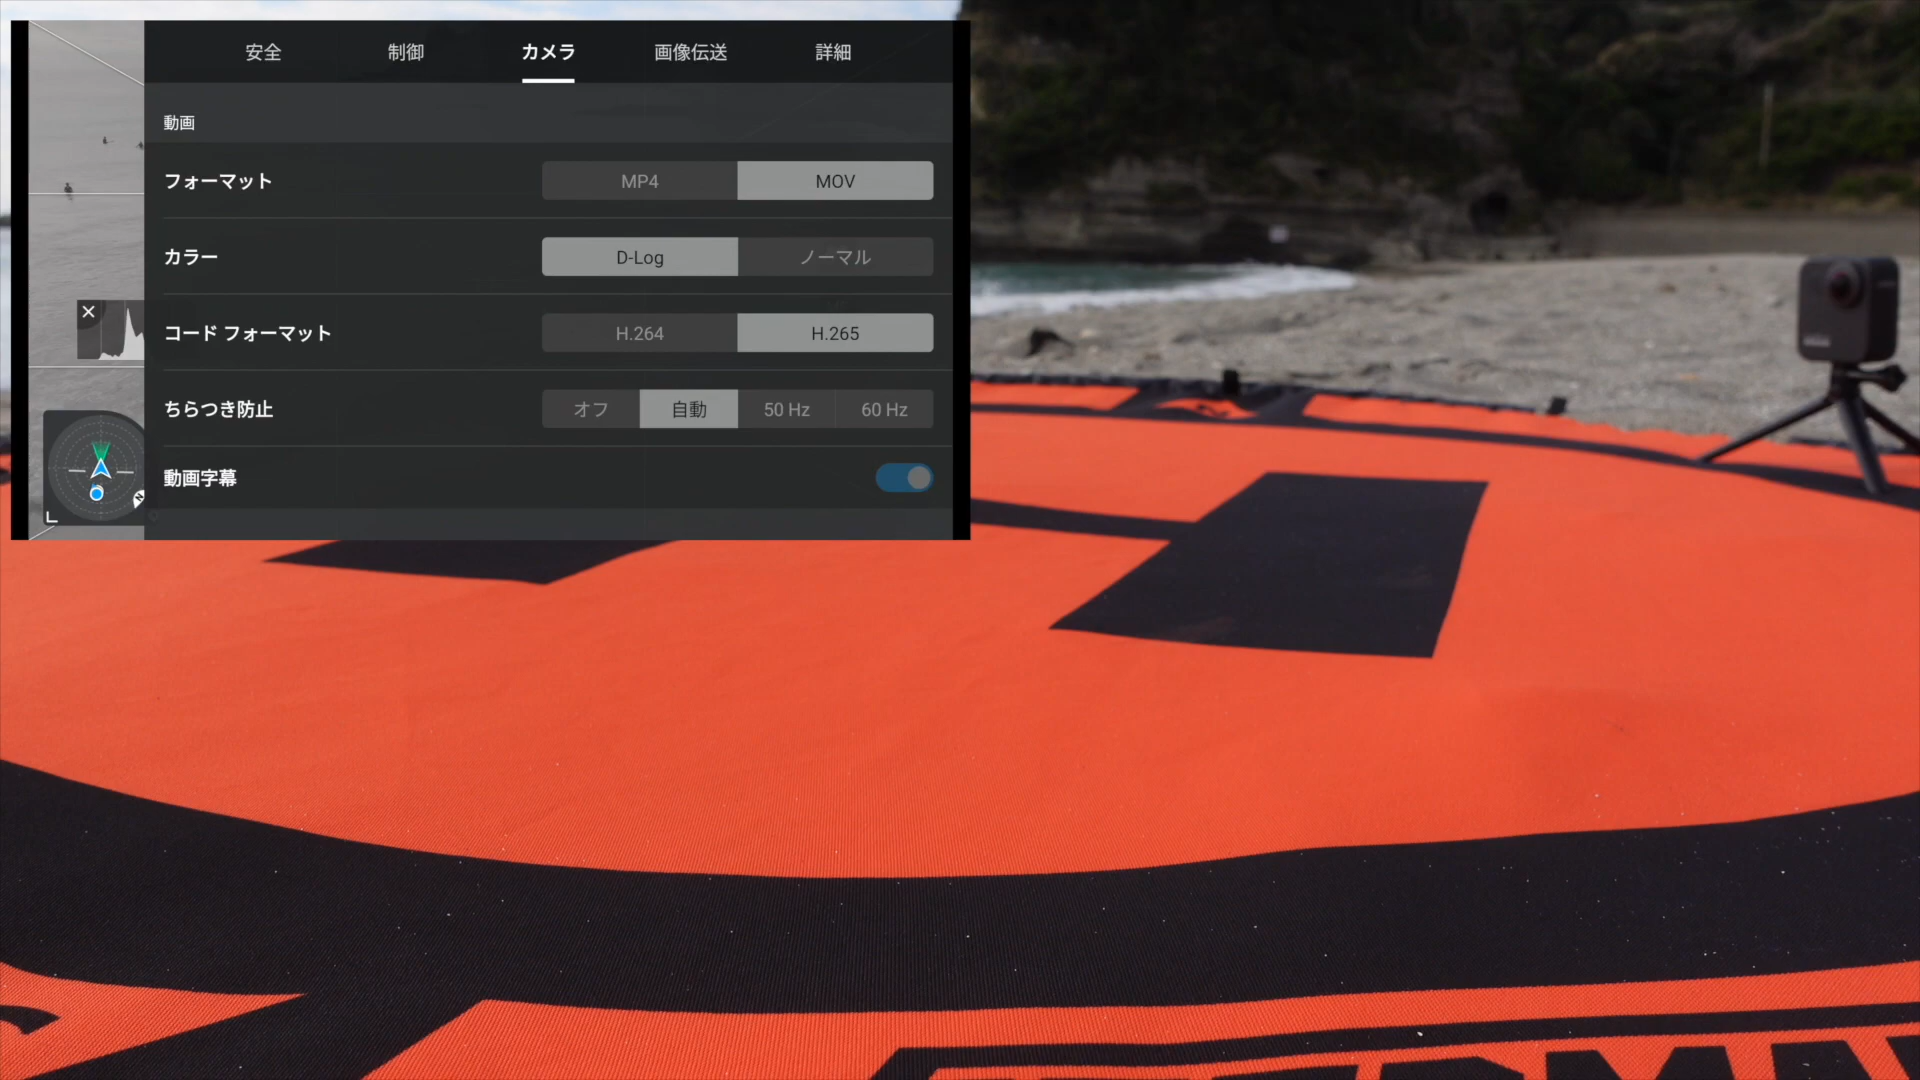 安全 制御 カメラ 画像伝送 詳細
動画
フォーマット MP4 MOV
カラー D-Log ノーマル
コード フォーマット H.264 H.265
ちらつき防止 オフ 自動 50 Hz 60 Hz
動画字幕
N